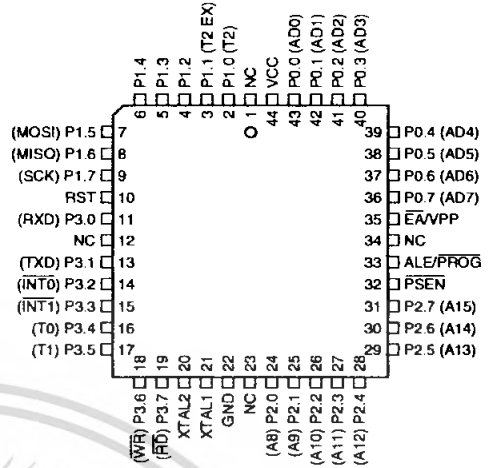 P1.4
P1.3
P1.2
P1.1 (T2 EX)
P1.0 (T2)
NC
VCC
P0.0 (AD0)
P0.1 (AD1)
P0.2 (AD2)
P0.3 (AD3)
6
5
4
3
2
1
44
43
42
41
40
(MOSI) P1.5 7
(MISO) P1.6 8
(SCK) P1.7 9
RST 10
(RXD) P3.0 11
NC 12
(TXD) P3.1 13
(INT0) P3.2 14
(INT1) P3.3 15
(T0) P3.4 16
(T1) P3.5 17
39 P0.4 (AD4)
38 P0.5 (AD5)
37 P0.6 (AD6)
36 P0.7 (AD7)
35 EA/VPP
34 NC
33 ALE/PROG
32 PSEN
31 P2.7 (A15)
30 P2.6 (A14)
29 P2.5 (A13)
18
19
20
21
22
23
24
25
26
27
28
(WR) P3.6
(RD) P3.7
XTAL2
XTAL1
GND
NC
(A8) P2.0
(A9) P2.1
(A10) P2.2
(A11) P2.3
(A12) P2.4